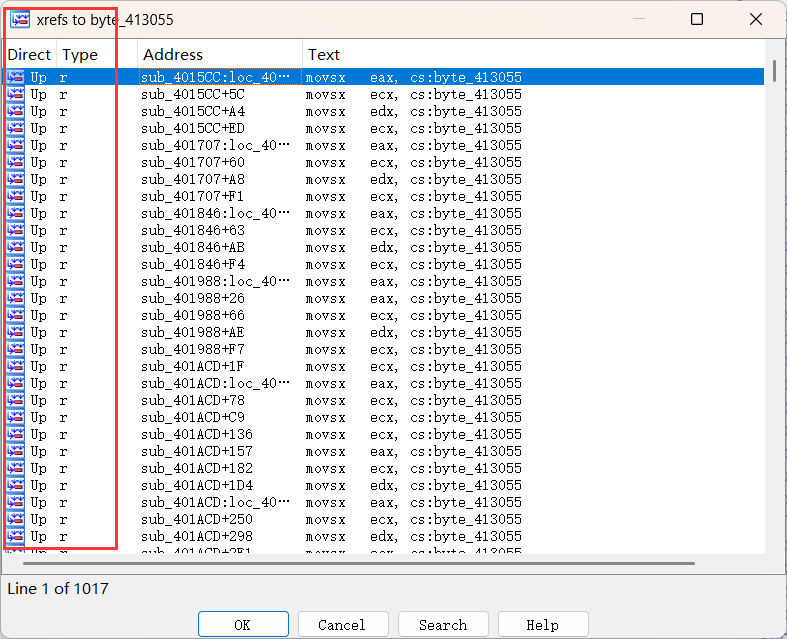 xrefs to byte_413055
Direct Type Address Text
Up r sub_4015CC:loc_40… movsx eax, cs:byte_413055
Up r sub_4015CC+5C movsx ecx, cs:byte_413055
Up r sub_4015CC+A4 movsx edx, cs:byte_413055
Up r sub_4015CC+ED movsx ecx, cs:byte_413055
Up r sub_401707:loc_40… movsx eax, cs:byte_413055
Up r sub_401707+60 movsx ecx, cs:byte_413055
Up r sub_401707+A8 movsx edx, cs:byte_413055
Up r sub_401707+F1 movsx ecx, cs:byte_413055
Up r sub_401846:loc_40… movsx eax, cs:byte_413055
Up r sub_401846+63 movsx ecx, cs:byte_413055
Up r sub_401846+AB movsx edx, cs:byte_413055
Up r sub_401846+F4 movsx ecx, cs:byte_413055
Up r sub_401988:loc_40… movsx eax, cs:byte_413055
Up r sub_401988+26 movsx eax, cs:byte_413055
Up r sub_401988+66 movsx ecx, cs:byte_413055
Up r sub_401988+AE movsx edx, cs:byte_413055
Up r sub_401988+F7 movsx ecx, cs:byte_413055
Up r sub_401ACD+1F movsx ecx, cs:byte_413055
Up r sub_401ACD:loc_40… movsx eax, cs:byte_413055
Up r sub_401ACD+78 movsx ecx, cs:byte_413055
Up r sub_401ACD+C9 movsx ecx, cs:byte_413055
Up r sub_401ACD+136 movsx edx, cs:byte_413055
Up r sub_401ACD+157 movsx eax, cs:byte_413055
Up r sub_401ACD+182 movsx ecx, cs:byte_413055
Up r sub_401ACD+1D4 movsx edx, cs:byte_413055
Up r sub_401ACD:loc_40… movsx eax, cs:byte_413055
Up r sub_401ACD+250 movsx ecx, cs:byte_413055
Up r sub_401ACD+298 movsx edx, cs:byte_413055
Up r sub_401ACD+2E1 movsx ecx, cs:byte_413055
Line 1 of 1017
OK Cancel Search Help